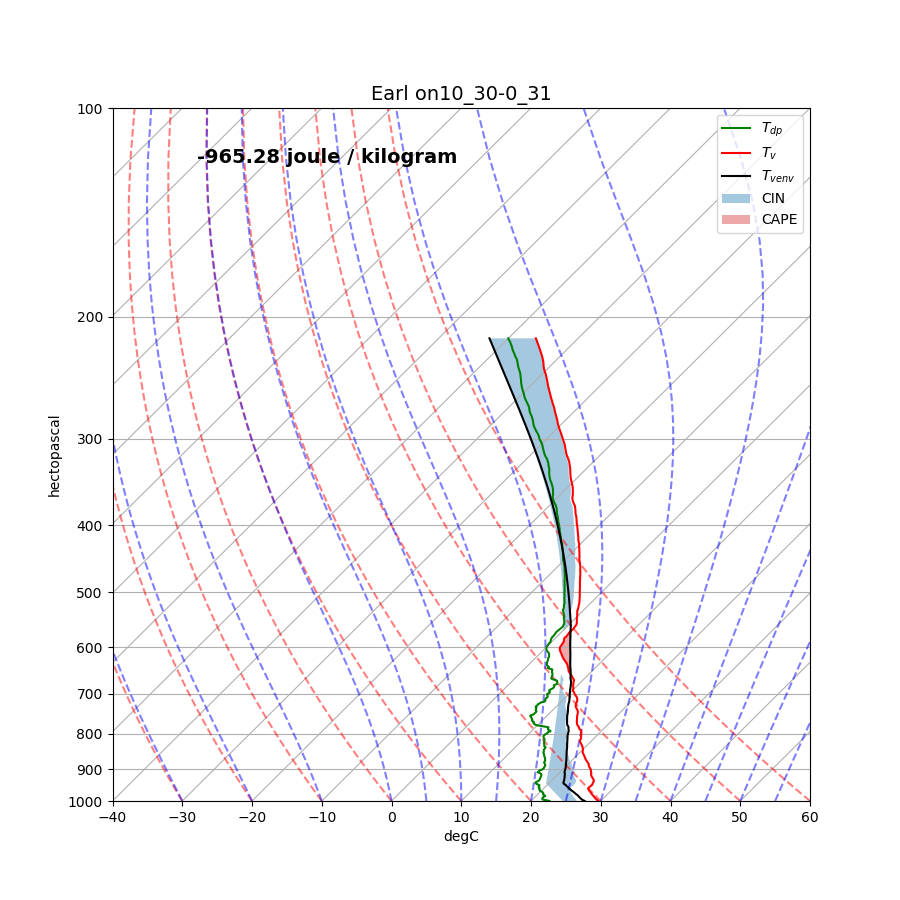 Earl on10_30-0_31
-965.28 joule / kilogram
T_dp
T_v
T_venv
CIN
CAPE
100
200
300
400
500
600
700
800
900
1000
hectopascal
−40 −30 −20 −10 0 10 20 30 40 50 60
degC